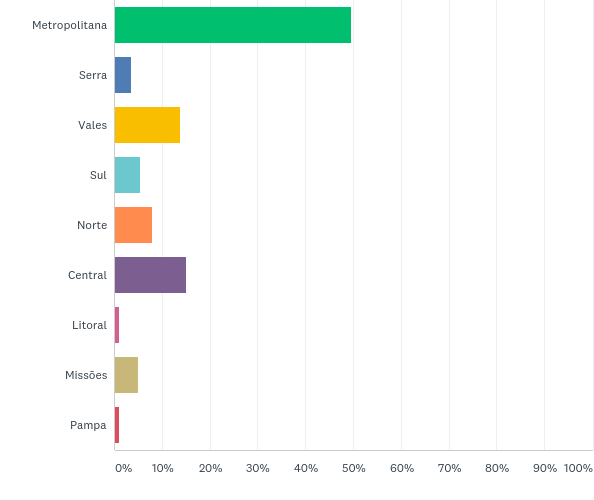 Metropolitana
Serra
Vales
Sul
Norte
Central
Litoral
Missões
Pampa
0% 10% 20% 30% 40% 50% 60% 70% 80% 90% 100%